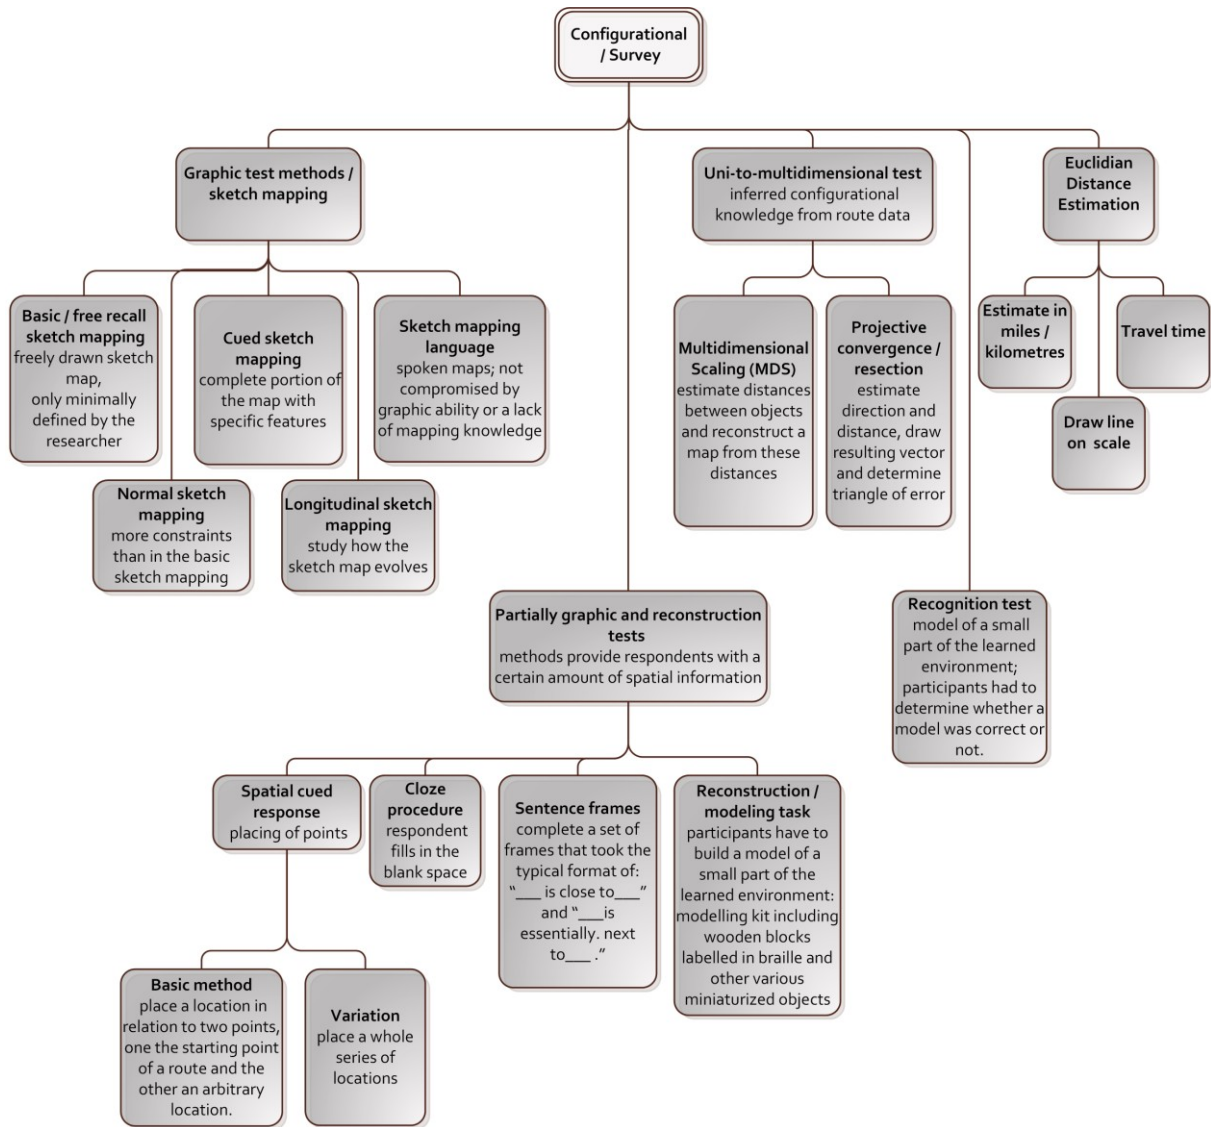 Configurational
/ Survey
Graphic test methods /
sketch mapping
Uni-to-multidimensional test
inferred configurational
knowledge from route data
Euclidian
Distance
Estimation
Basic / free recall
sketch mapping
freely drawn sketch
map,
only minimally
defined by the
researcher
Cued sketch
mapping
complete portion of
the map with
specific features
Sketch mapping
language
spoken maps; not
compromised by
graphic ability or a lack
of mapping knowledge
Multidimensional
Scaling (MDS)
estimate distances
between objects
and reconstruct a
map from these
distances
Projective
convergence /
resection
estimate
direction and
distance, draw
resulting vector
and determine
triangle of error
Estimate in
miles /
kilometres
Travel time
Draw line
on scale
Normal sketch
mapping
more constraints
than in the basic
sketch mapping
Longitudinal sketch
mapping
study how the
sketch map evolves
Partially graphic and reconstruction
tests
methods provide respondents with a
certain amount of spatial information
Recognition test
model of a small
part of the learned
environment;
participants had to
determine whether a
model was correct or
not.
Spatial cued
response
placing of points
Cloze
procedure
respondent
fills in the
blank space
Sentence frames
complete a set of
frames that took the
typical format of:
“___ is close to___”
and “___is
essentially. next
to___ .”
Reconstruction /
modeling task
participants have to
build a model of a
small part of the
learned environment:
modelling kit including
wooden blocks
labelled in braille and
other various
miniaturized objects
Basic method
place a location in
relation to two points,
one the starting point
of a route and the
other an arbitrary
location.
Variation
place a whole
series of
locations